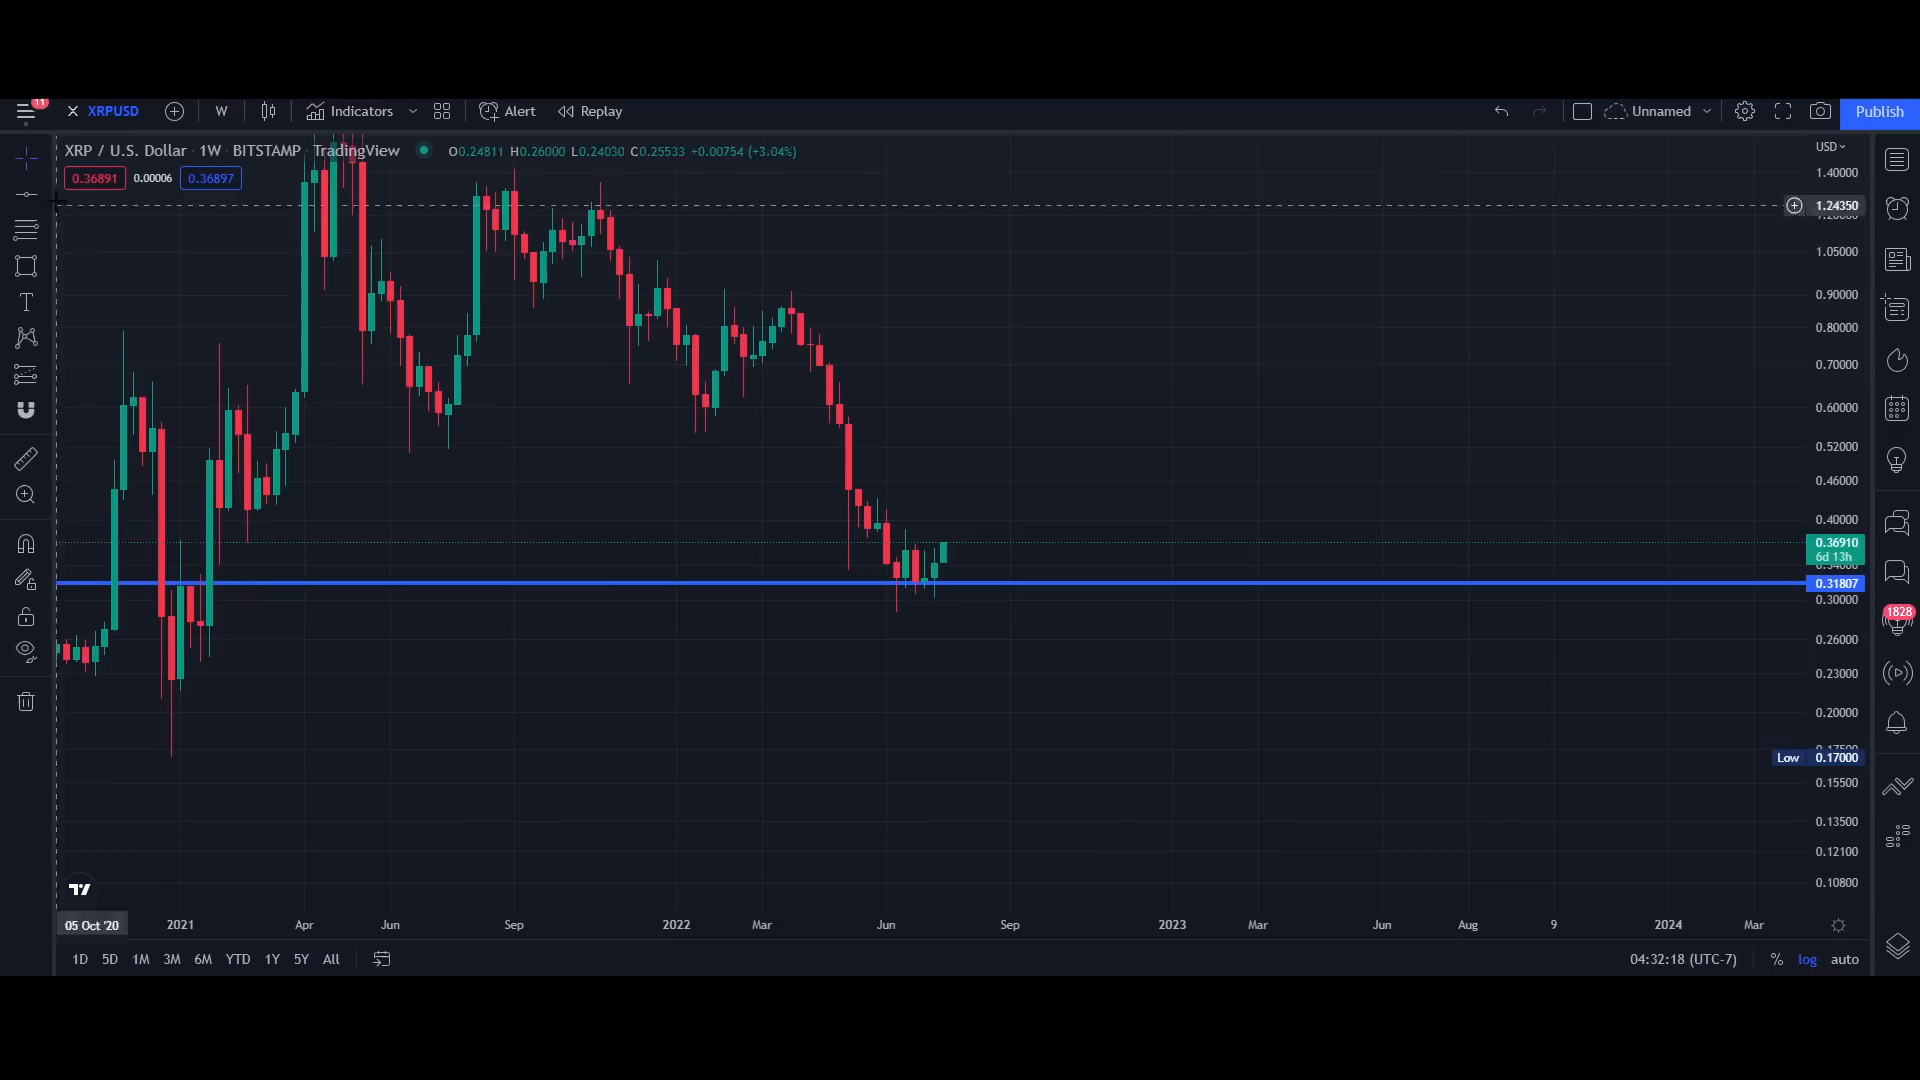 11
XRPUSD W Indicators Alert Replay Unnamed Publish
XRP / U.S. Dollar · 1W · BITSTAMP · TradingView O0.24811 H0.26000 L0.24030 C0.25533 +0.00754 (+3.04%)
USD
0.36891 0.00006 0.36897
1.40000
1.24350
1.05000
0.90000
0.80000
0.70000
0.60000
0.52000
0.46000
0.40000
0.36910
6d 13h
0.31807
0.30000
1828
0.26000
0.23000
0.20000
Low 0.17000
0.15500
0.13500
0.12100
0.10800
05 Oct '20 2021 Apr Jun Sep 2022 Mar Jun Sep 2023 Mar Jun Aug 9 2024 Mar
1D 5D 1M 3M 6M YTD 1Y 5Y All 04:32:18 (UTC-7) % log auto